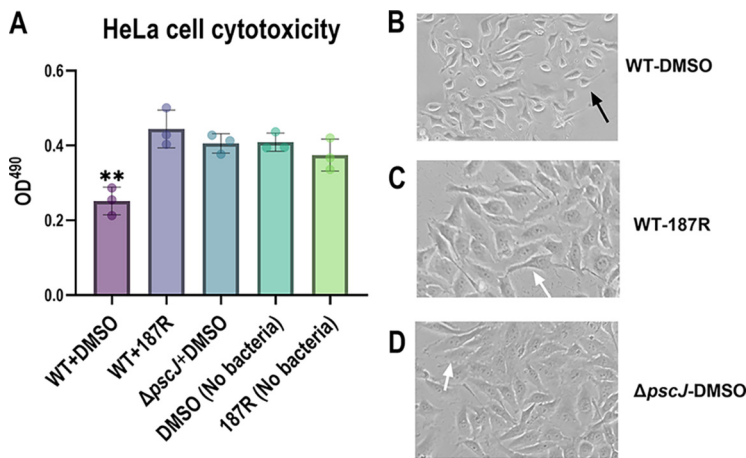 A
HeLa cell cytotoxicity
OD490
0.6
0.4
0.2
0.0
**
WT+DMSO
WT+187R
ΔpscJ+DMSO
DMSO (No bacteria)
187R (No bacteria)
B
WT-DMSO
C
WT-187R
D
ΔpscJ-DMSO